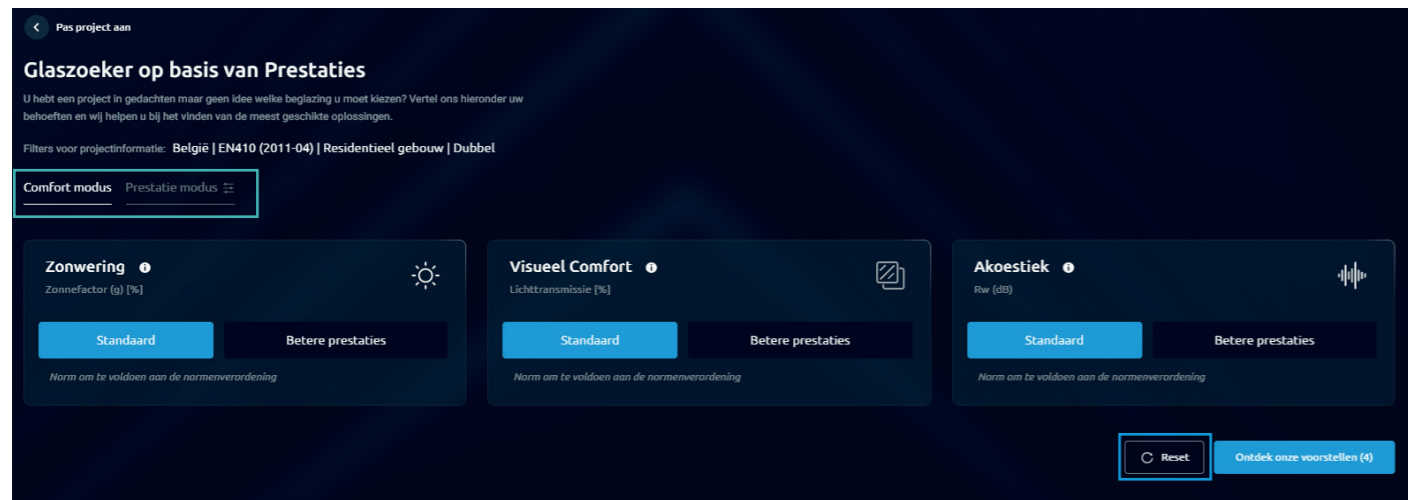 Pas project aan
Glaszoeker op basis van Prestaties
U hebt een project in gedachten maar geen idee welke beglazing u moet kiezen? Vertel ons hieronder uw
behoeften en wij helpen u bij het vinden van de meest geschikte oplossingen.
Filters voor projectinformatie: België | EN410 (2011-04) | Residentieel gebouw | Dubbel
Comfort modus Prestatie modus
Zonwering
Zonnefactor (g) [%]
Standaard Betere prestaties
Norm om te voldoen aan de normenverordening
Visueel Comfort
Lichttransmissie [%]
Standaard Betere prestaties
Norm om te voldoen aan de normenverordening
Akoestiek
Rw (dB)
Standaard Betere prestaties
Norm om te voldoen aan de normenverordening
Reset Ontdek onze voorstellen (4)